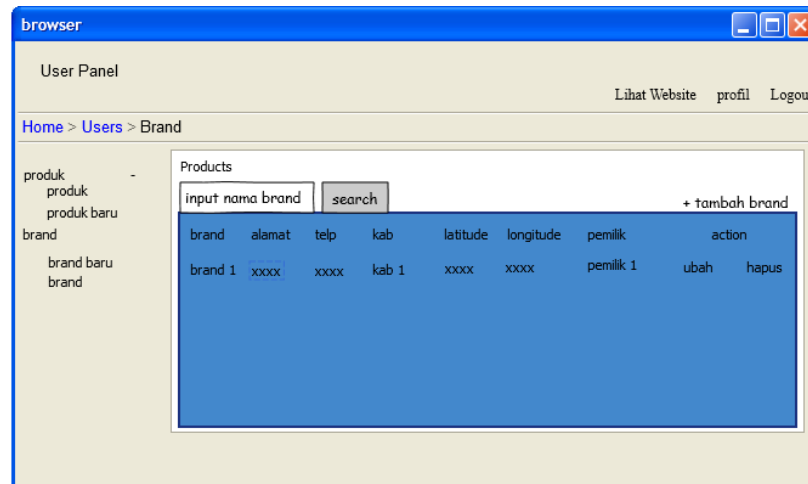 browser
User Panel
Lihat Website profil Logou
Home > Users > Brand
produk -
produk
produk baru
brand
brand baru
brand
Products
input nama brand search + tambah brand
brand alamat telp kab latitude longitude pemilik action
brand 1 xxxx xxxx kab 1 xxxx xxxx pemilik 1 ubah hapus